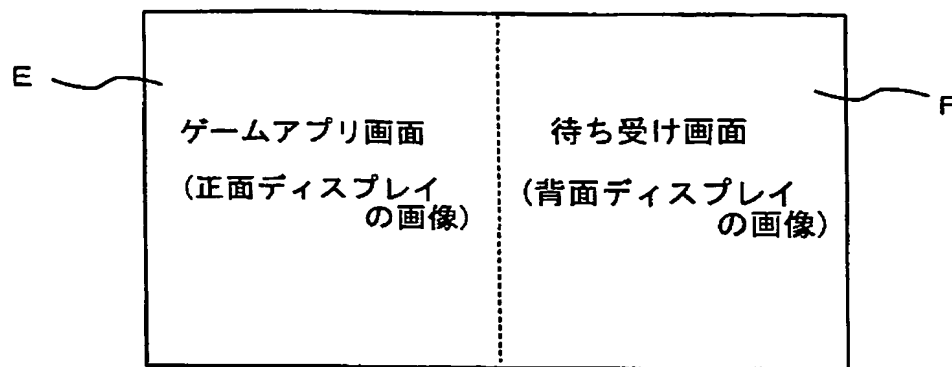 E
ゲームアプリ画面
(正面ディスプレイ
の画像)
待ち受け画面
(背面ディスプレイ
の画像)
F